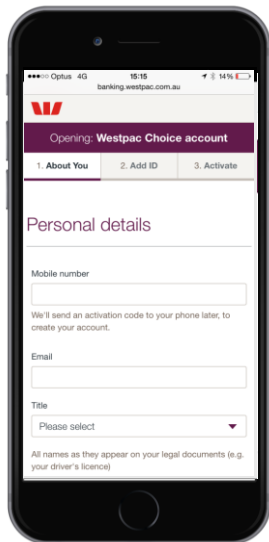 Optus 4G 15:15 14%
banking.westpac.com.au
Opening: Westpac Choice account
1. About You 2. Add ID 3. Activate
Personal details
Mobile number
We'll send an activation code to your phone later, to
create your account.
Email
Title
Please select
All names as they appear on your legal documents (e.g.
your driver's licence)